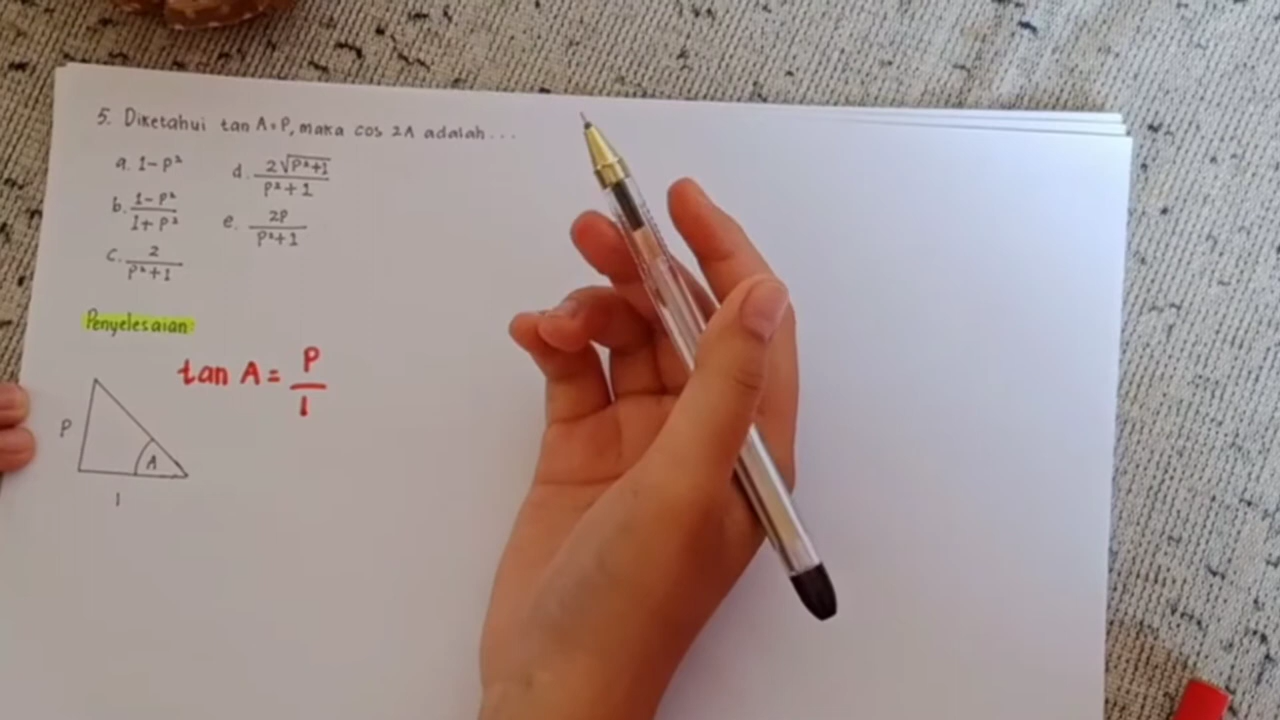 5. Diketahui tan A = P, maka cos 2A adalah...
a. 1-p²
b. 1-p²/1+p²
c. 2/p²+1
d. 2√p²+1/p²+1
e. 2p/p²+1
Penyelesaian:
tan A = P/1
P
A
1